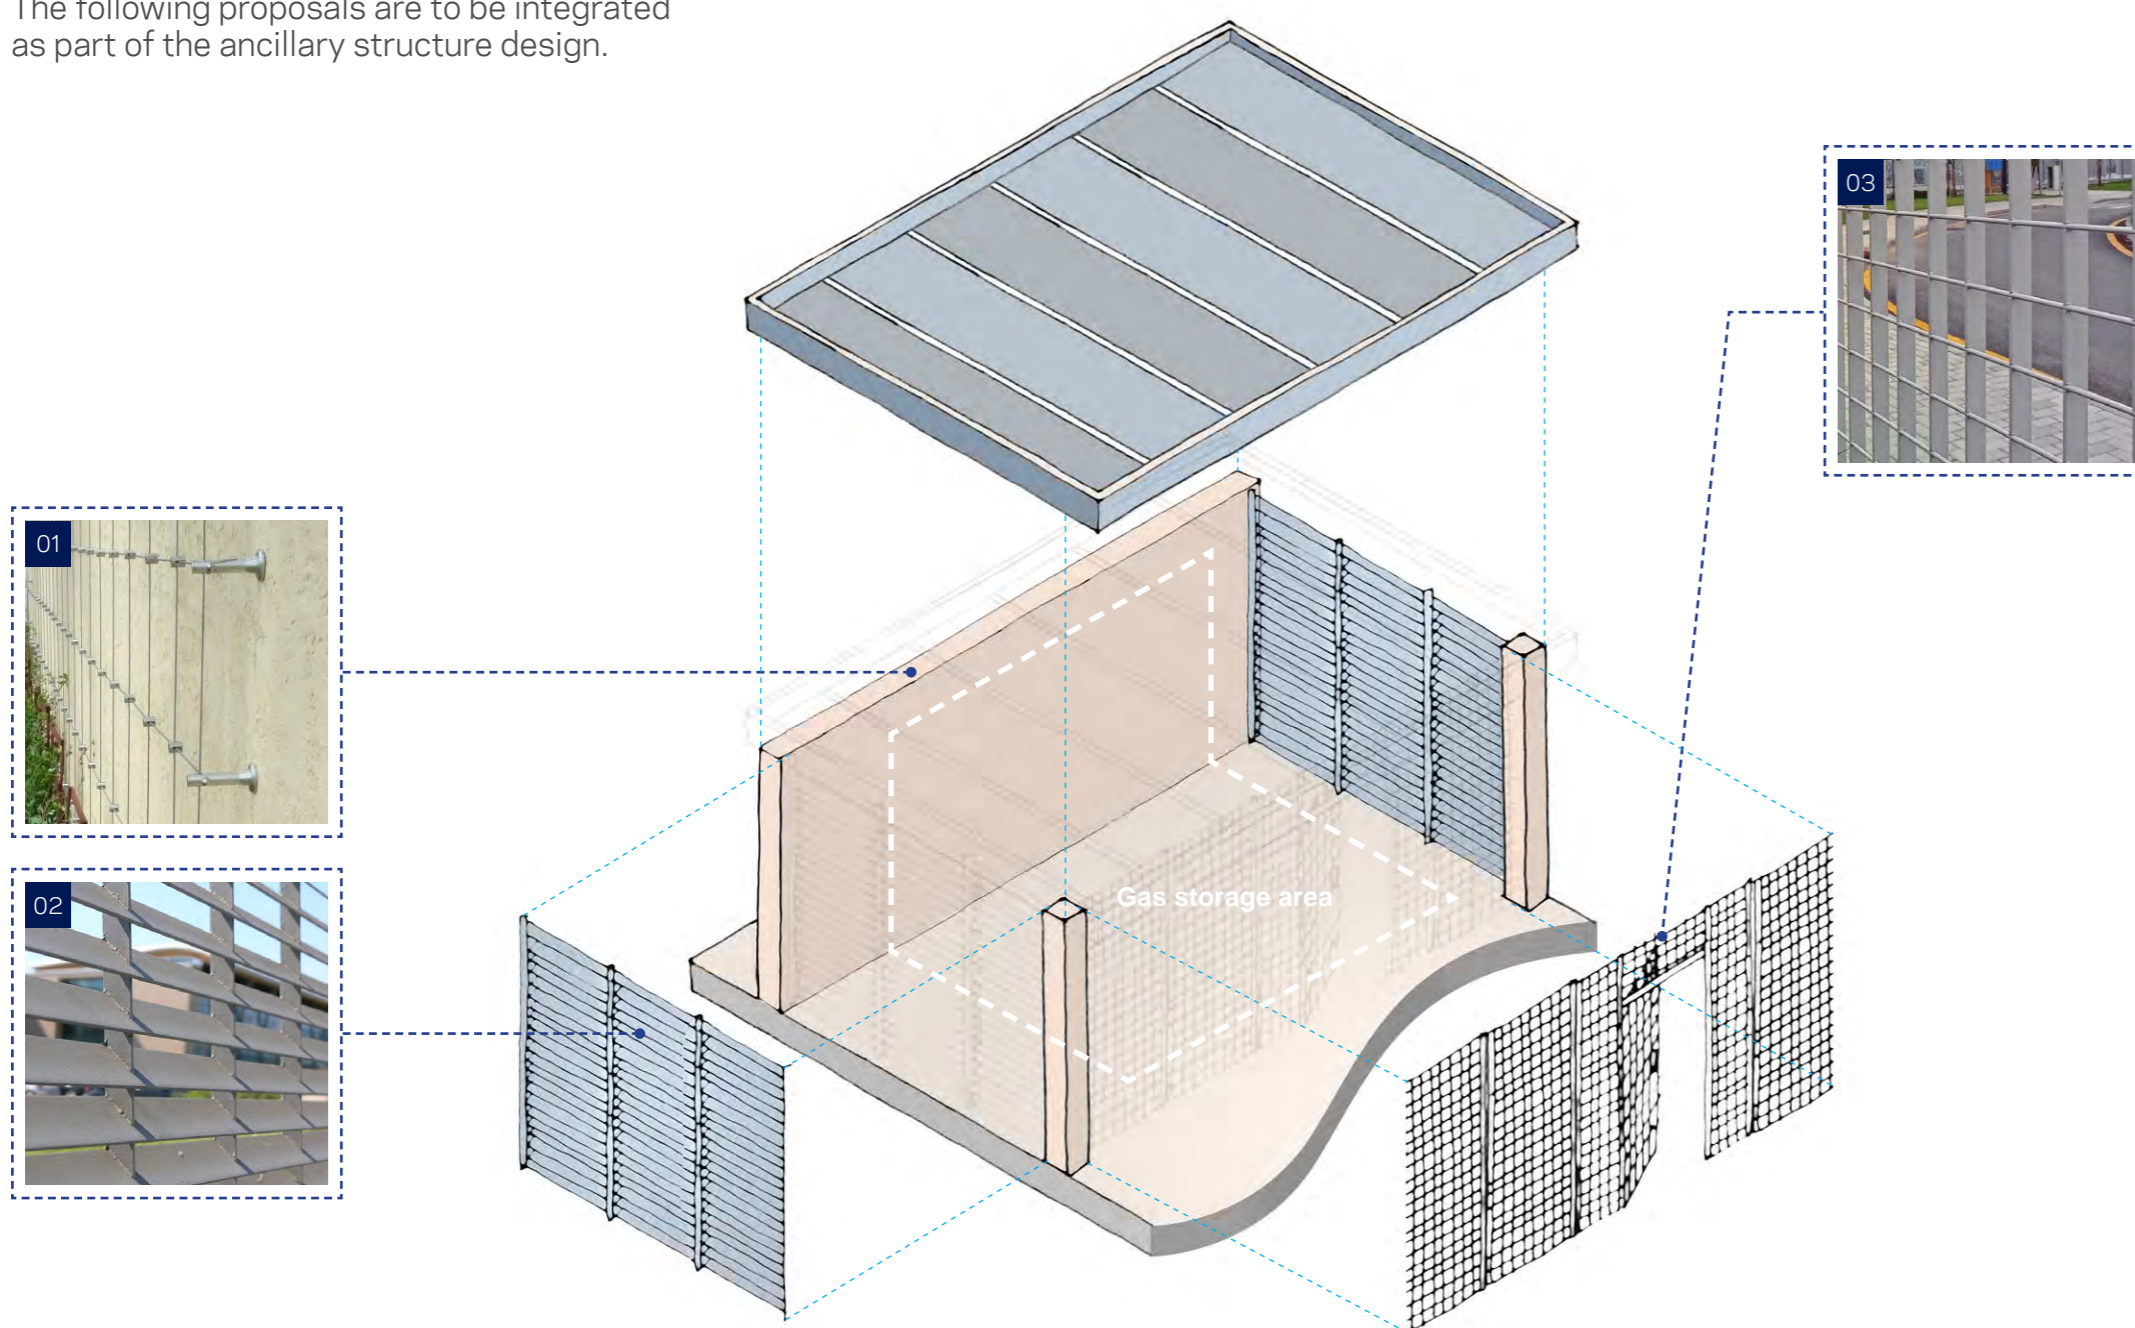 The following proposals are to be integrated
as part of the ancillary structure design.
03
01
02
Gas storage area